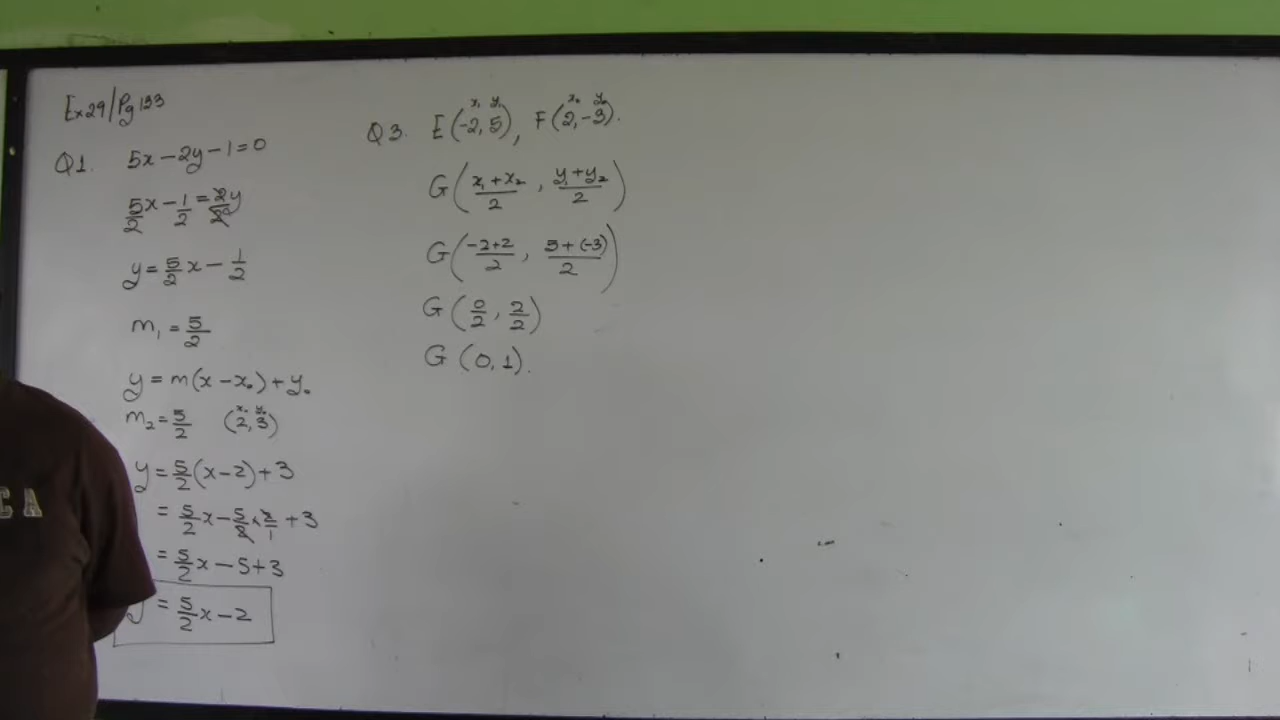 Ex29/Pg133
Q1. 5x-2y-1=0
5/2x-1/2=2/2y
y=5/2x-1/2
m₁=5/2
y=m(x-x₀)+y₀
m₂=5/2 (2,3)
y=5/2(x-2)+3
=5/2x-5/2×2/1+3
=5/2x-5+3
y=5/2x-2
Q3. E(-2,5), F(2,-3).
G((x₁+x₂)/2, (y₁+y₂)/2)
G((-2+2)/2, (5+(-3))/2)
G(0/2, 2/2)
G(0,1).
CA